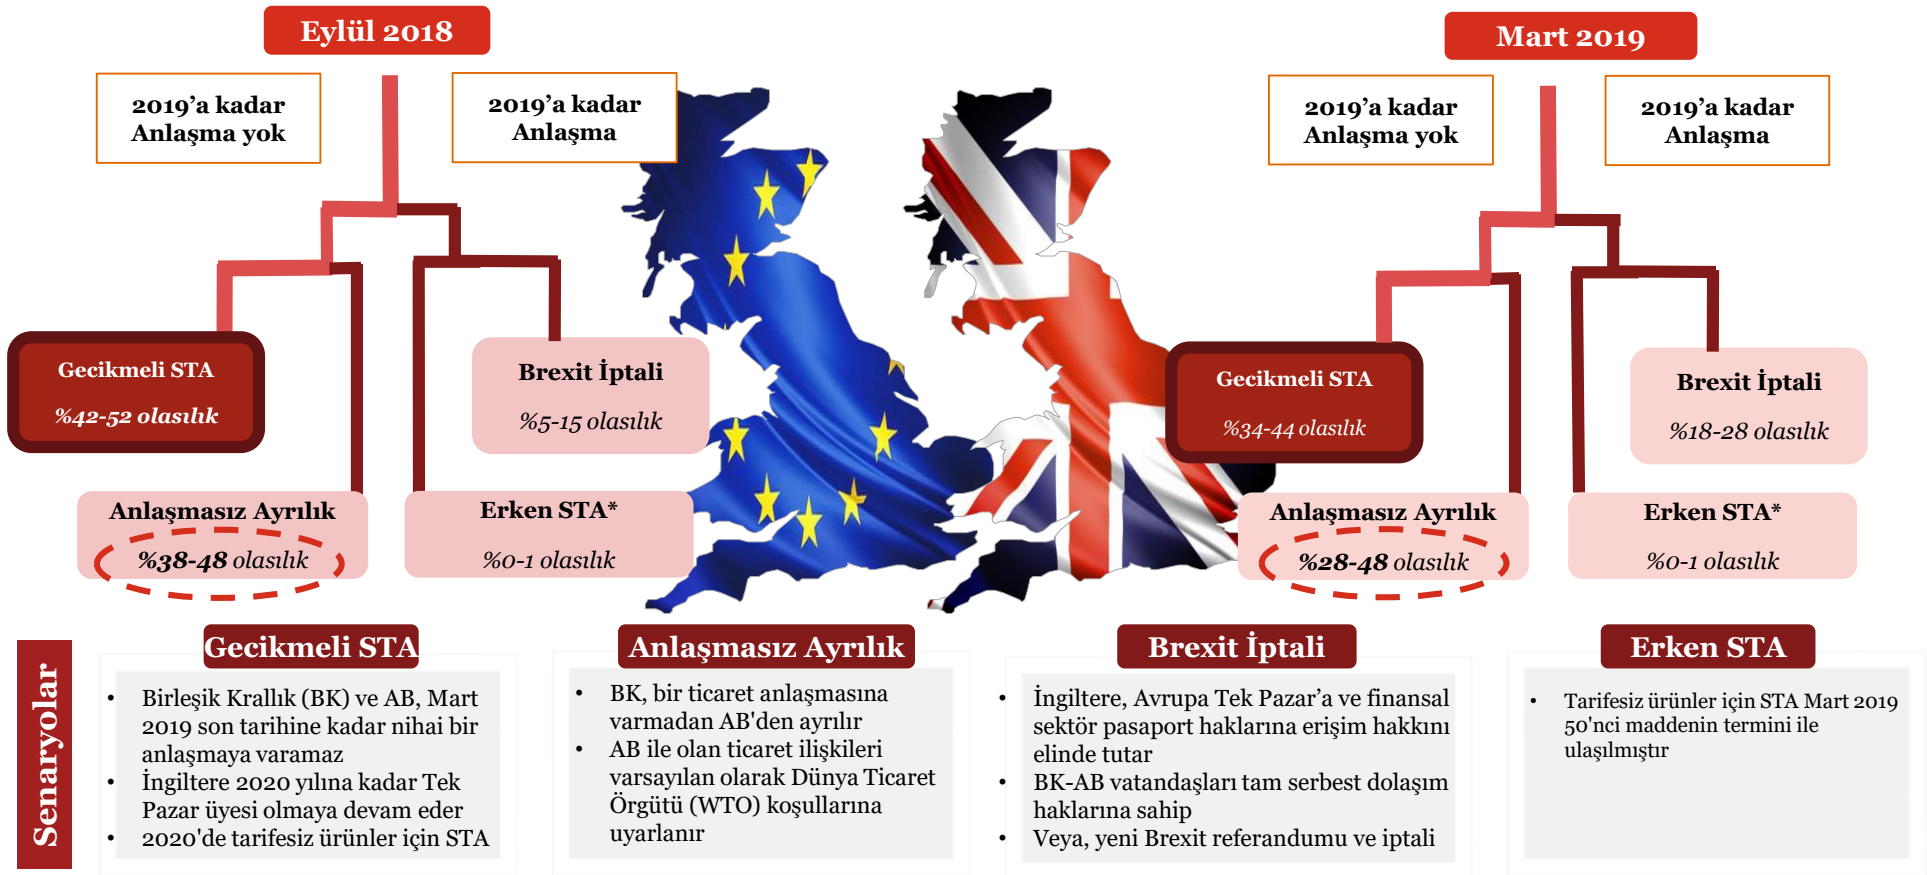 Eylül 2018
2019’a kadar
Anlaşma yok
2019’a kadar
Anlaşma
Gecikmeli STA
%42-52 olasılık
Brexit İptali
%5-15 olasılık
Anlaşmasız Ayrılık
%38-48 olasılık
Erken STA*
%0-1 olasılık
Mart 2019
2019’a kadar
Anlaşma yok
2019’a kadar
Anlaşma
Gecikmeli STA
%34-44 olasılık
Brexit İptali
%18-28 olasılık
Anlaşmasız Ayrılık
%28-48 olasılık
Erken STA*
%0-1 olasılık
Senaryolar
Gecikmeli STA
• Birleşik Krallık (BK) ve AB, Mart
2019 son tarihine kadar nihai bir
anlaşmaya varamaz
• İngiltere 2020 yılına kadar Tek
Pazar üyesi olmaya devam eder
• 2020'de tarifesiz ürünler için STA
Anlaşmasız Ayrılık
• BK, bir ticaret anlaşmasına
varmadan AB'den ayrılır
• AB ile olan ticaret ilişkileri
varsayılan olarak Dünya Ticaret
Örgütü (WTO) koşullarına
uyarlanır
Brexit İptali
• İngiltere, Avrupa Tek Pazar’a ve finansal
sektör pasaport haklarına erişim hakkını
elinde tutar
• BK-AB vatandaşları tam serbest dolaşım
haklarına sahip
• Veya, yeni Brexit referandumu ve iptali
Erken STA
• Tarifesiz ürünler için STA Mart 2019
50'nci maddenin termini ile
ulaşılmıştır